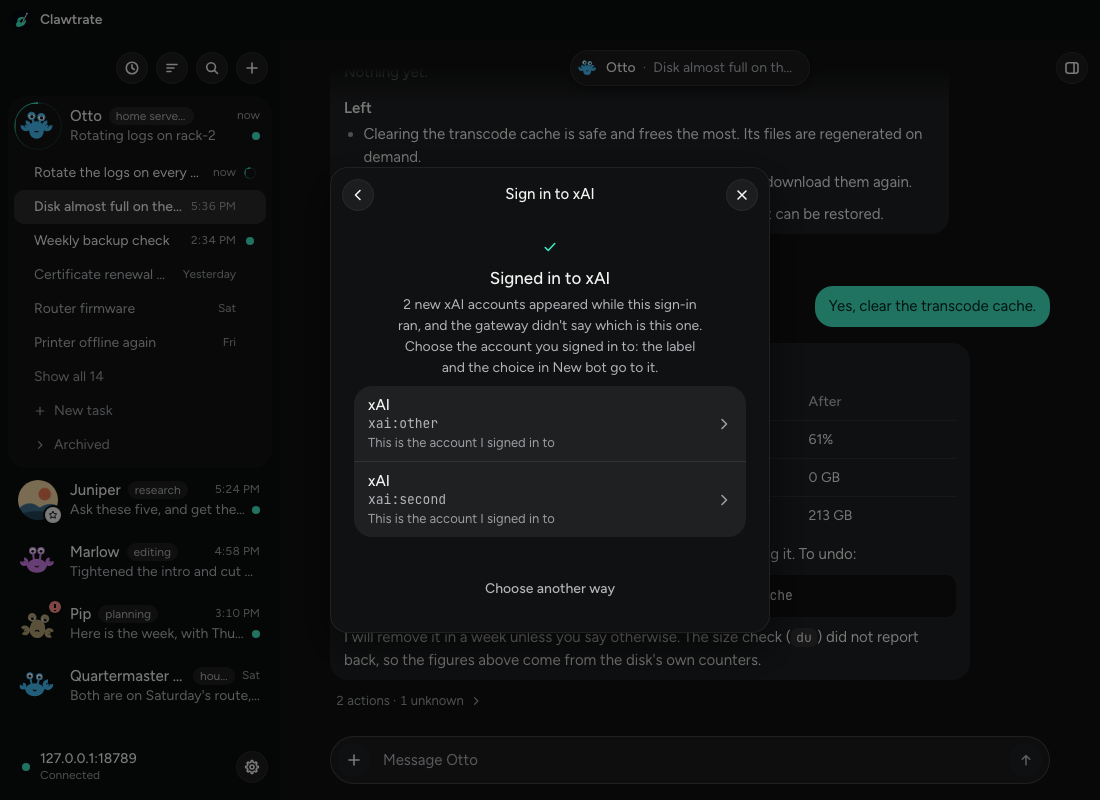 Clawtrate
Otto · Disk almost full on th...
Otto home serve... now
Rotating logs on rack-2
Rotate the logs on every ... now
Disk almost full on the... 5:36 PM
Weekly backup check 2:34 PM
Certificate renewal ... Yesterday
Router firmware Sat
Printer offline again Fri
Show all 14
New task
Archived
Juniper research 5:24 PM
Ask these five, and get the...
Marlow editing 4:58 PM
Tightened the intro and cut ...
Pip planning 3:10 PM
Here is the week, with Thu...
Quartermaster ... hou... Sat
Both are on Saturday's route,...
127.0.0.1:18789
Connected
Nothing yet.
Left
• Clearing the transcode cache is safe and frees the most. Its files are regenerated on
demand.
download them again.
can be restored.
Yes, clear the transcode cache.
Sign in to xAI
Signed in to xAI
2 new xAI accounts appeared while this sign-in
ran, and the gateway didn't say which is this one.
Choose the account you signed in to: the label
and the choice in New bot go to it.
xAI
xai:other
This is the account I signed in to
xAI
xai:second
This is the account I signed in to
Choose another way
After
61%
0 GB
213 GB
it. To undo:
I will remove it in a week unless you say otherwise. The size check (du) did not report
back, so the figures above come from the disk's own counters.
2 actions · 1 unknown
Message Otto